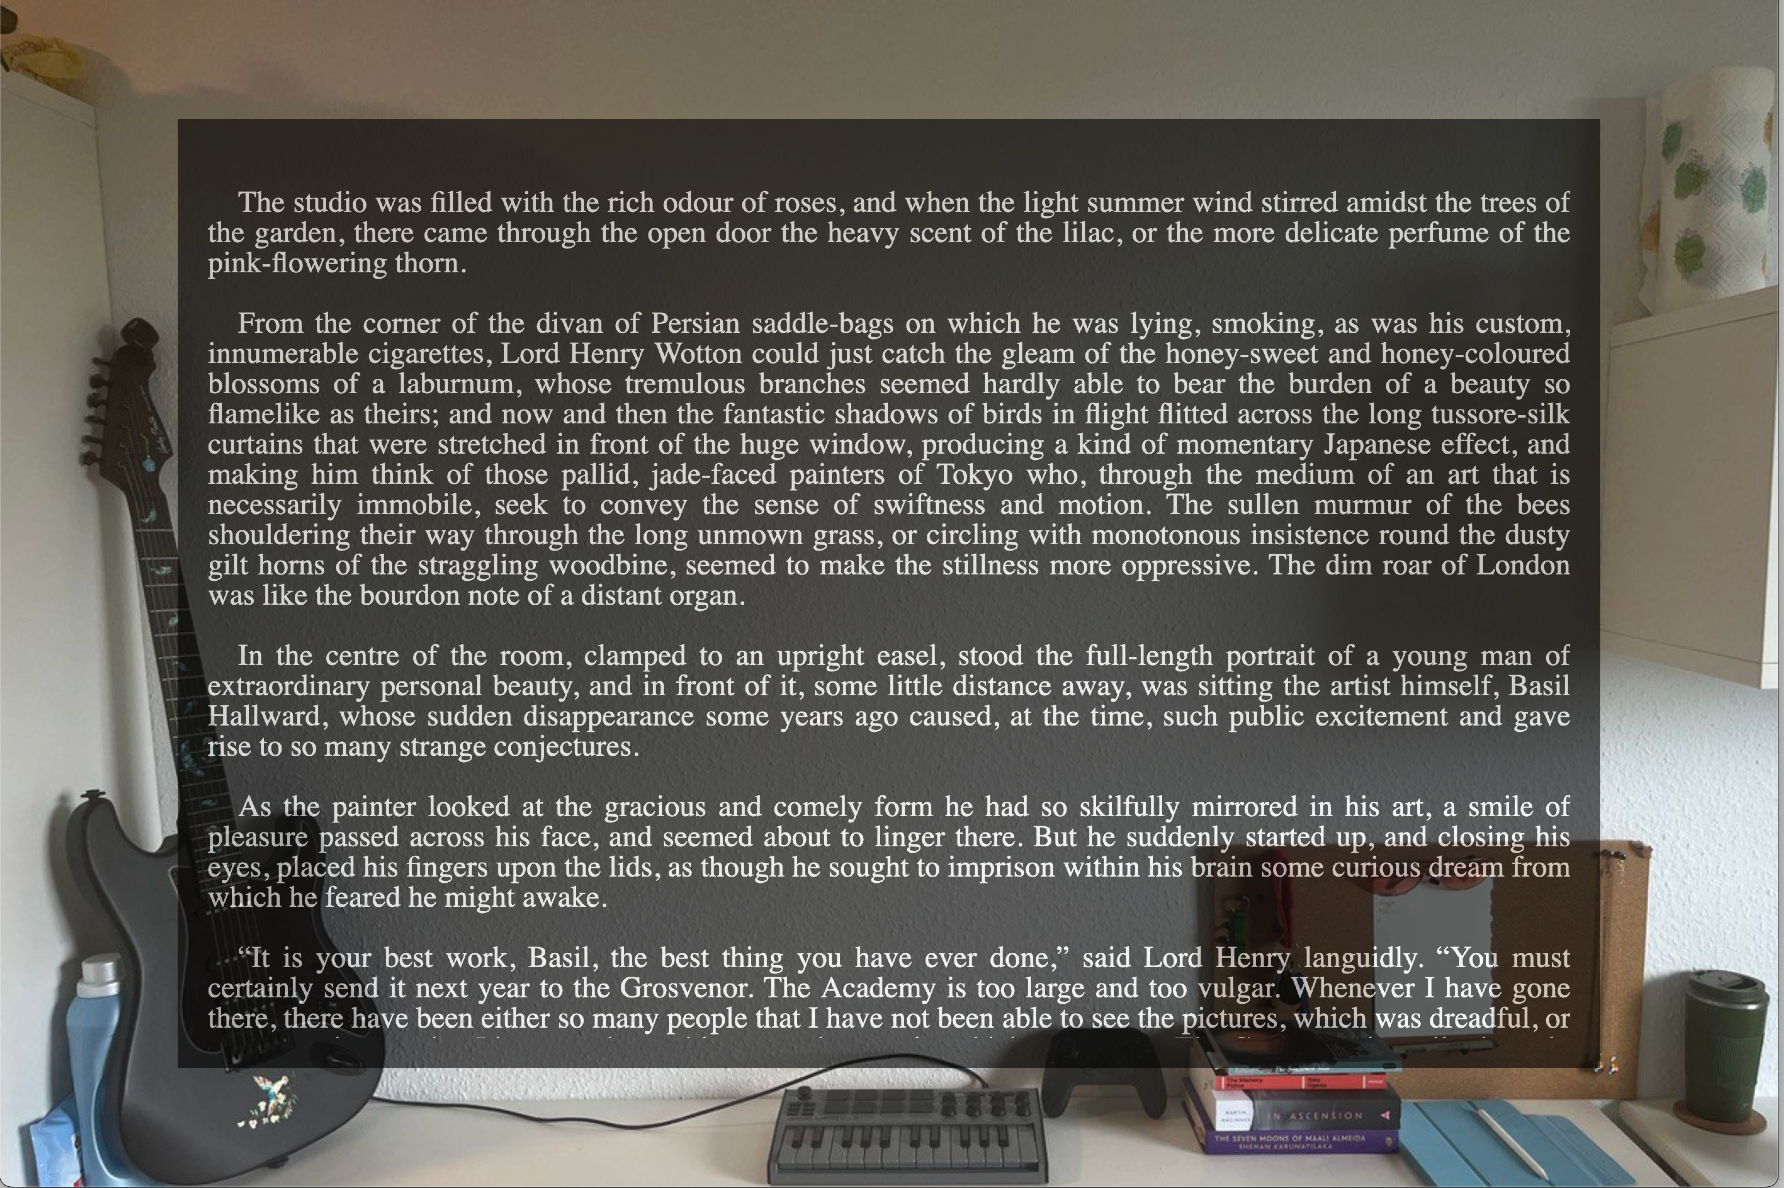 The studio was filled with the rich odour of roses, and when the light summer wind stirred amidst the trees of
the garden, there came through the open door the heavy scent of the lilac, or the more delicate perfume of the
pink-flowering thorn.
From the corner of the divan of Persian saddle-bags on which he was lying, smoking, as was his custom,
innumerable cigarettes, Lord Henry Wotton could just catch the gleam of the honey-sweet and honey-coloured
blossoms of a laburnum, whose tremulous branches seemed hardly able to bear the burden of a beauty so
flamelike as theirs; and now and then the fantastic shadows of birds in flight flitted across the long tussore-silk
curtains that were stretched in front of the huge window, producing a kind of momentary Japanese effect, and
making him think of those pallid, jade-faced painters of Tokyo who, through the medium of an art that is
necessarily immobile, seek to convey the sense of swiftness and motion. The sullen murmur of the bees
shouldering their way through the long unmown grass, or circling with monotonous insistence round the dusty
gilt horns of the straggling woodbine, seemed to make the stillness more oppressive. The dim roar of London
was like the bourdon note of a distant organ.
In the centre of the room, clamped to an upright easel, stood the full-length portrait of a young man of
extraordinary personal beauty, and in front of it, some little distance away, was sitting the artist himself, Basil
Hallward, whose sudden disappearance some years ago caused, at the time, such public excitement and gave
rise to so many strange conjectures.
As the painter looked at the gracious and comely form he had so skilfully mirrored in his art, a smile of
pleasure passed across his face, and seemed about to linger there. But he suddenly started up, and closing his
eyes, placed his fingers upon the lids, as though he sought to imprison within his brain some curious dream from
which he feared he might awake.
“It is your best work, Basil, the best thing you have ever done,” said Lord Henry languidly. “You must
certainly send it next year to the Grosvenor. The Academy is too large and too vulgar. Whenever I have gone
there, there have been either so many people that I have not been able to see the pictures, which was dreadful, or
The Memory
Police
Yoko
Ogawa
MARTIN
MACINNES
IN ASCENSION
THE SEVEN MOONS OF MAALI ALMEIDA
SHEHAN KARUNATILAKA